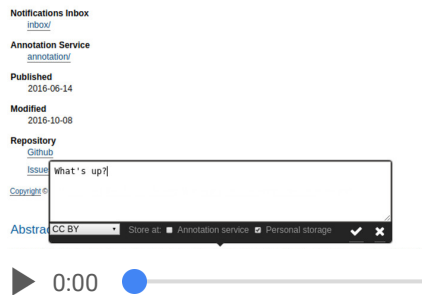 Notifications Inbox
inbox/
Annotation Service
annotation/
Published
2016-06-14
Modified
2016-10-08
Repository
Github
Issue
What's up?
Copyright ©
Abstra
CC BY Store at: Annotation service Personal storage
0:00